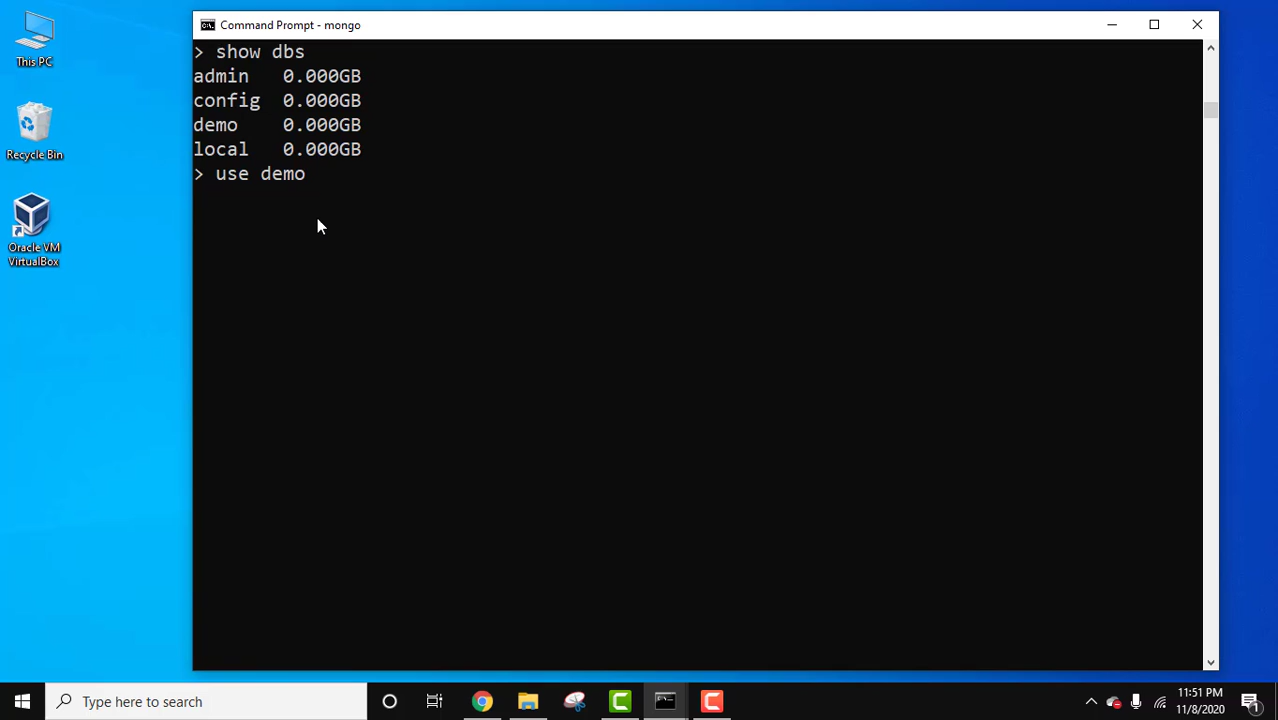 This PC
Recycle Bin
Oracle VM
VirtualBox
Command Prompt - mongo
> show dbs
admin   0.000GB
config  0.000GB
demo    0.000GB
local   0.000GB
> use demo
Type here to search
11:51 PM
11/8/2020
1